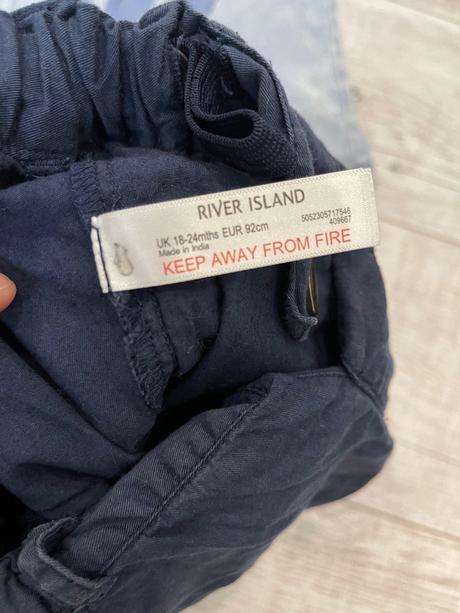 RIVER ISLAND
UK 18-24mths EUR 92cm
5052305717546
Made in India
409667
KEEP AWAY FROM FIRE